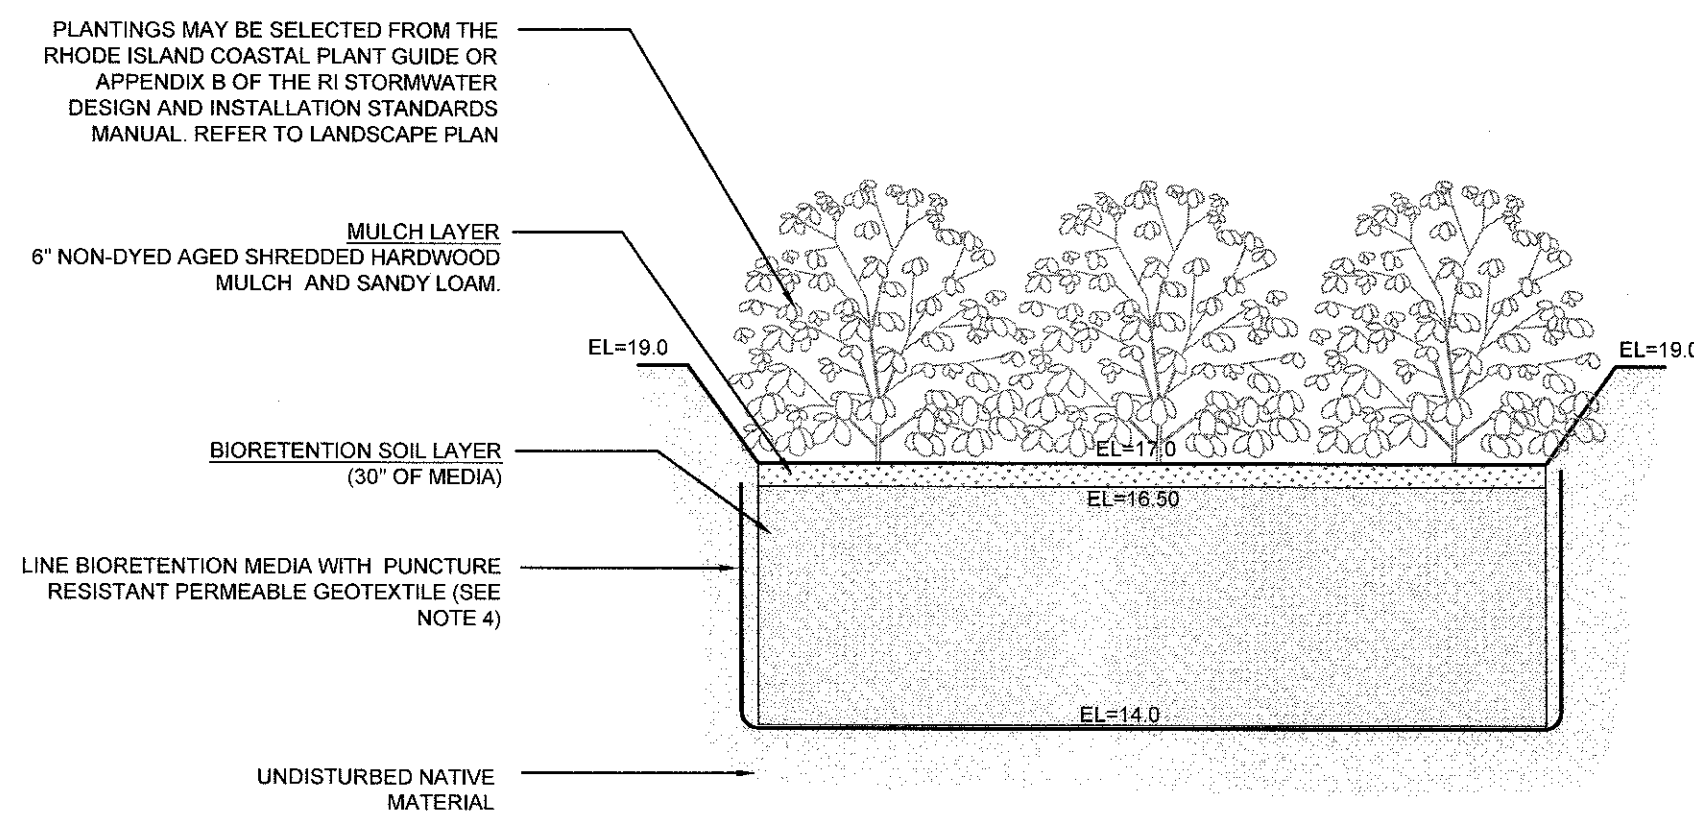 PLANTINGS MAY BE SELECTED FROM THE
RHODE ISLAND COASTAL PLANT GUIDE OR
APPENDIX B OF THE RI STORMWATER
DESIGN AND INSTALLATION STANDARDS
MANUAL. REFER TO LANDSCAPE PLAN
MULCH LAYER
6" NON-DYED AGED SHREDDED HARDWOOD
MULCH AND SANDY LOAM.
EL=19.0
EL=19.0
BIORETENTION SOIL LAYER
(30" OF MEDIA)
EL=17.0
EL=16.50
LINE BIORETENTION MEDIA WITH PUNCTURE
RESISTANT PERMEABLE GEOTEXTILE (SEE
NOTE 4)
EL=14.0
UNDISTURBED NATIVE
MATERIAL